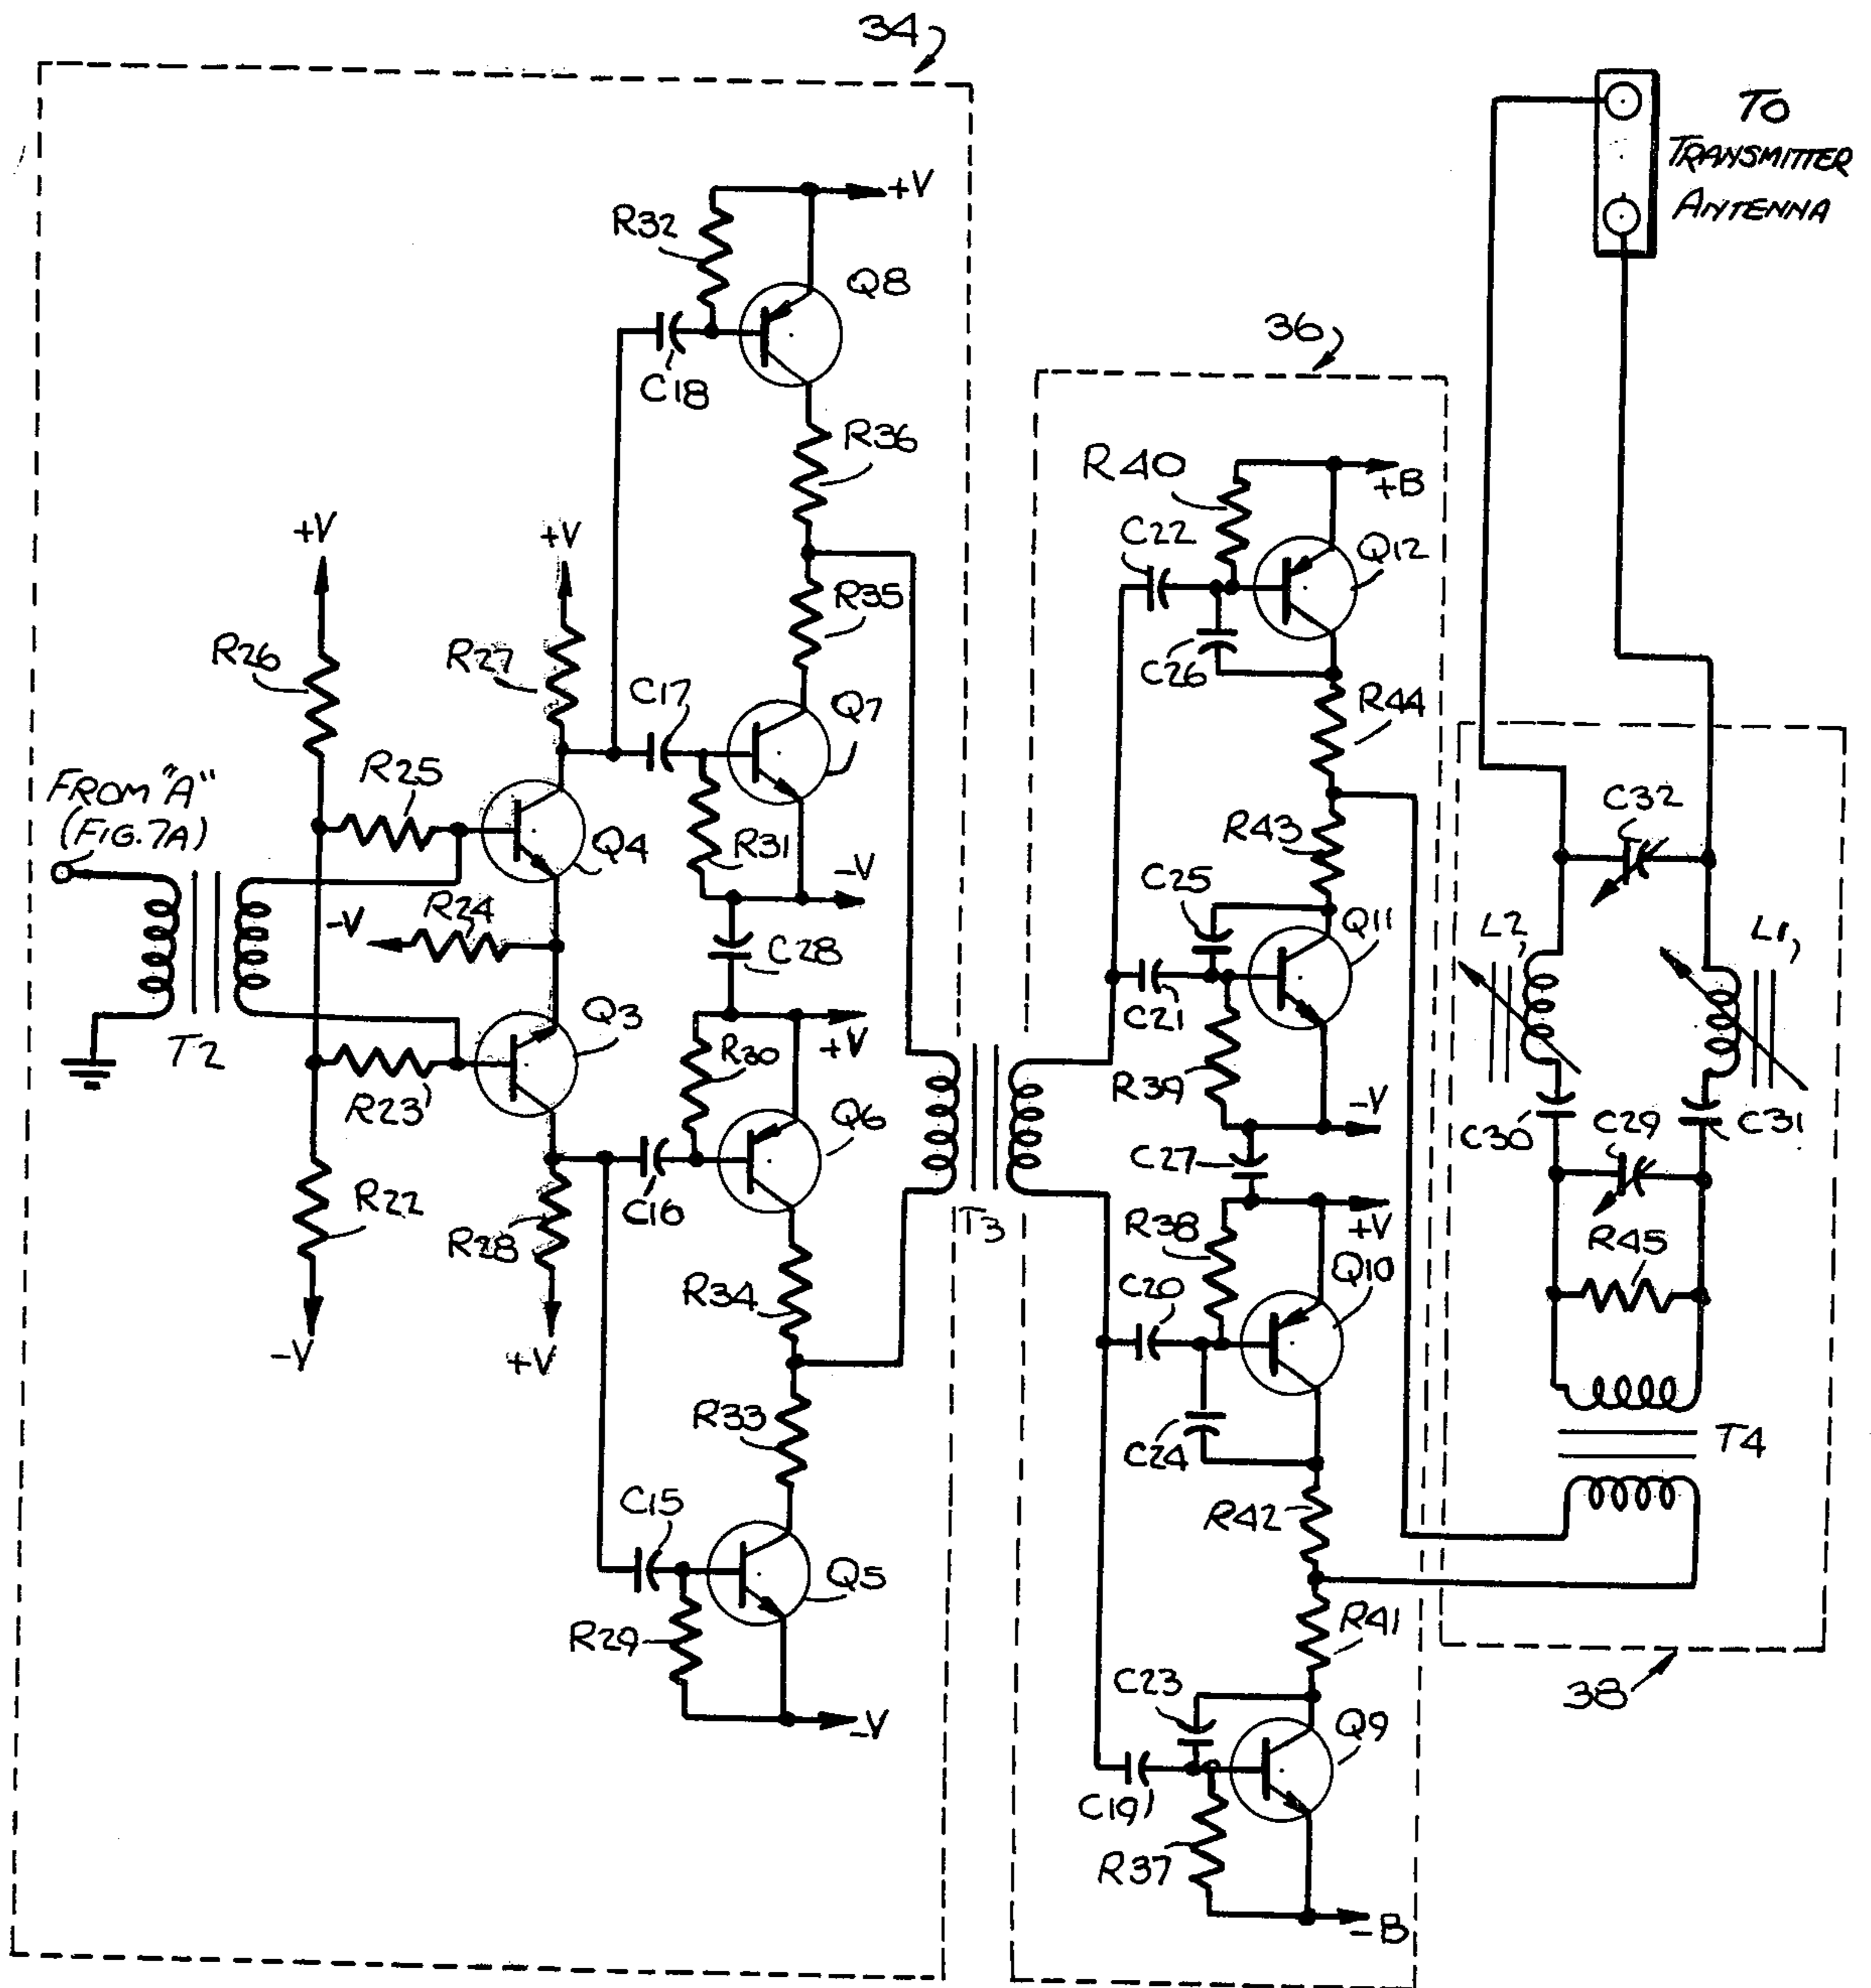 34
TO
TRANSMITTER
ANTENNA
+V
R32
Q8
C18
R36
36
R40
+B
C22
Q12
+V
+V
R35
C26
R26
R27
C17
Q7
R44
FROM "A"
(FIG. 7A)
R25
Q4
R31
-V
C32
R43
C25
Q11
L2
L1
-V
R24
C28
C21
T2
Q3
R30
+V
R39
-V
C30
C29
C31
R23
Q6
C27
R22
R28
C16
T3
R38
+V
R45
C20
Q10
R34
-V
+V
R33
C24
T4
C15
R42
Q5
R29
R41
-V
C23
Q9
38
C19
R37
-B